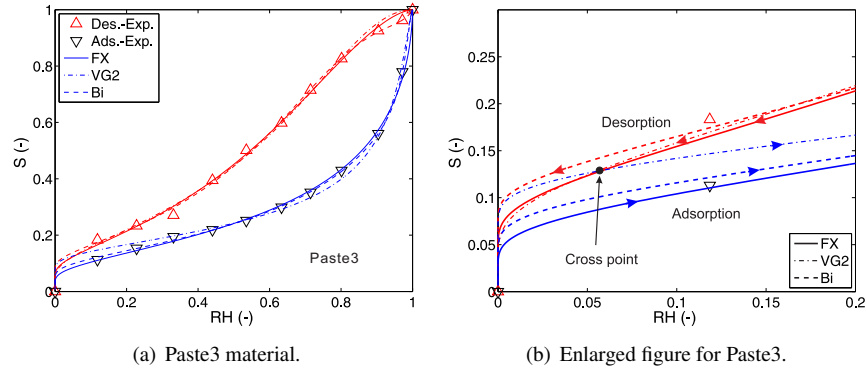 Des.-Exp.
Ads.-Exp.
FX
VG2
Bi
S (-)
1
0.8
0.6
0.4
0.2
0
0 0.2 0.4 0.6 0.8 1
RH (-)
Paste3
(a) Paste3 material.
S (-)
0.25
0.2
0.15
0.1
0.05
0
0 0.05 0.1 0.15 0.2
RH (-)
Desorption
Adsorption
Cross point
FX
VG2
Bi
(b) Enlarged figure for Paste3.